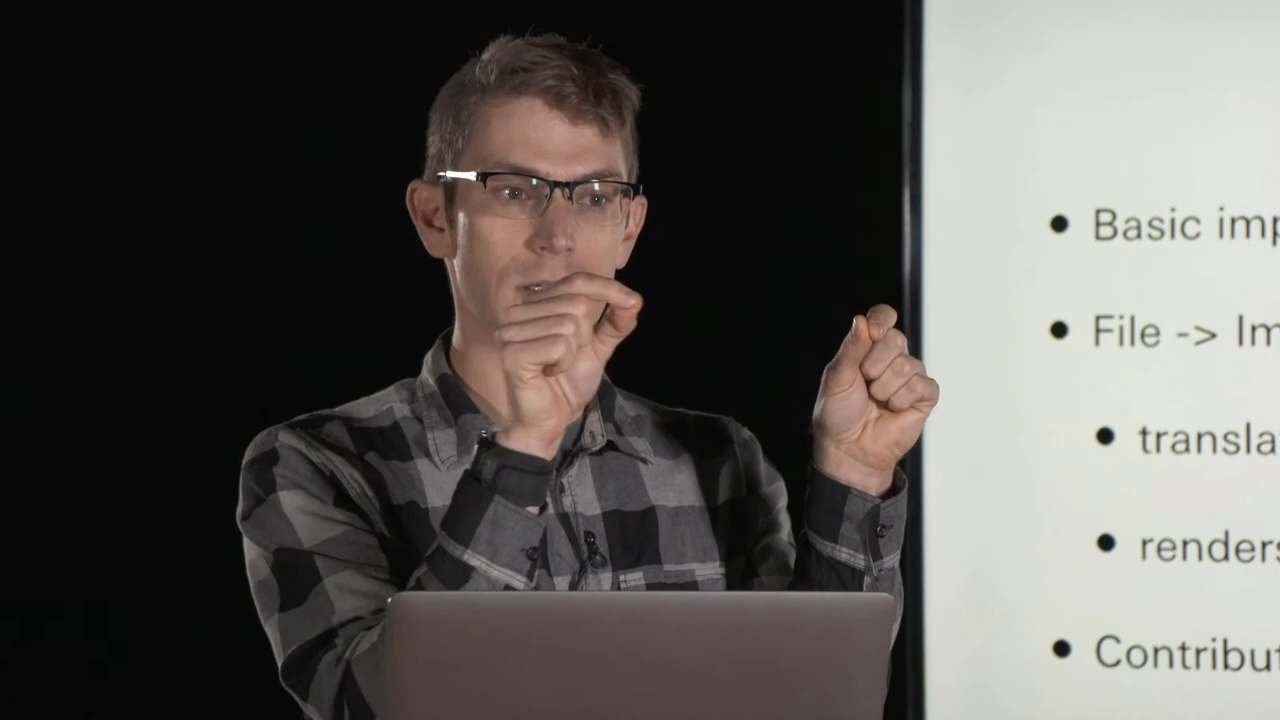 • Basic imp
• File -> Im
• transla
• renders
• Contribut